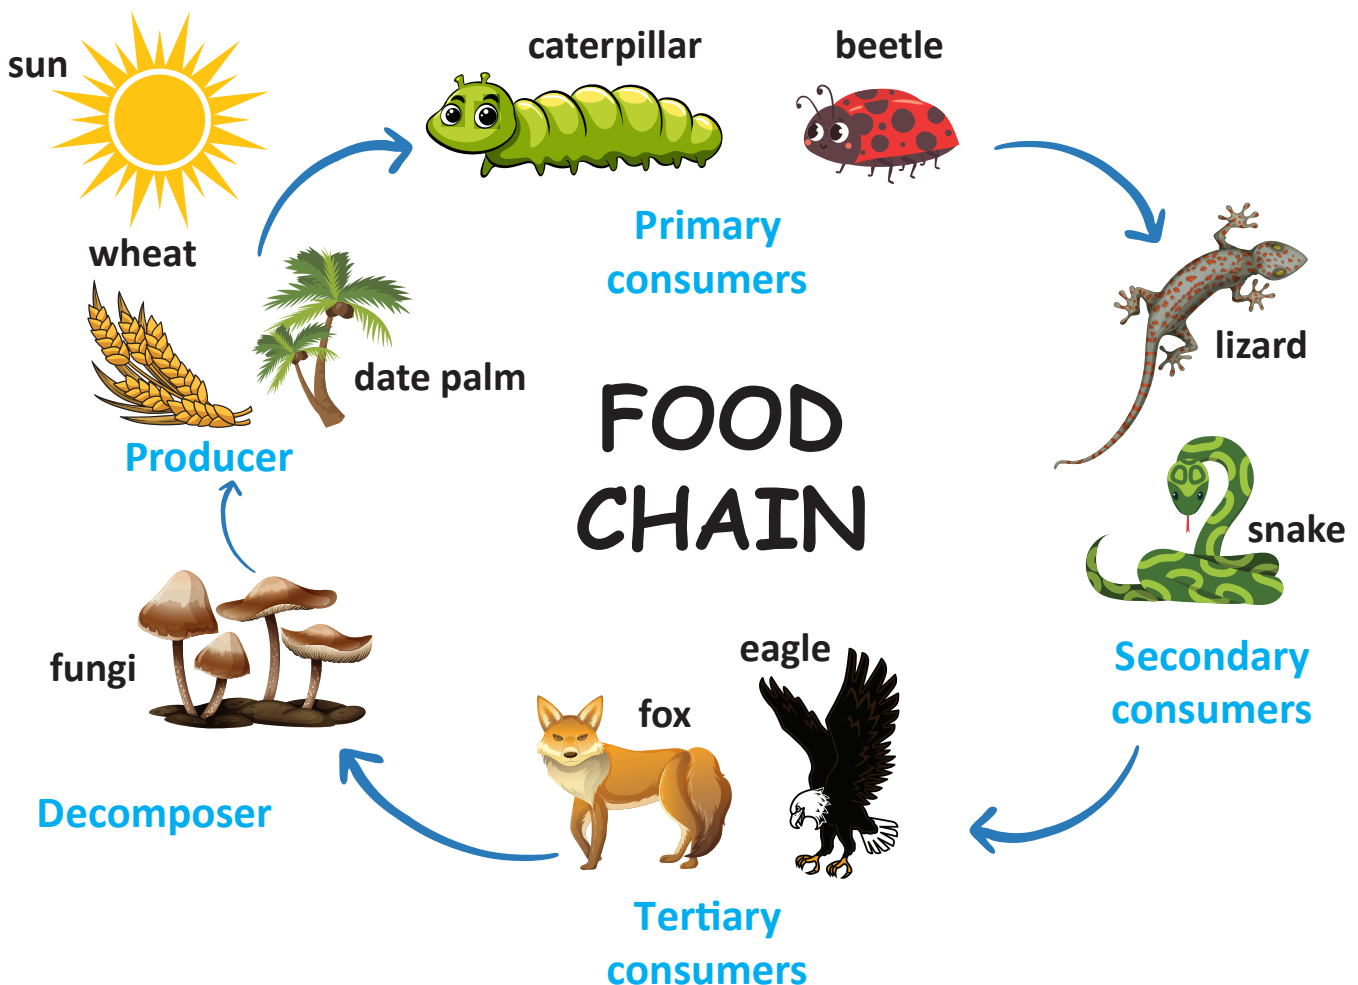 sun
caterpillar
beetle
Primary
consumers
wheat
date palm
Producer
lizard
FOOD
CHAIN
snake
Secondary
consumers
eagle
fox
Tertiary
consumers
fungi
Decomposer